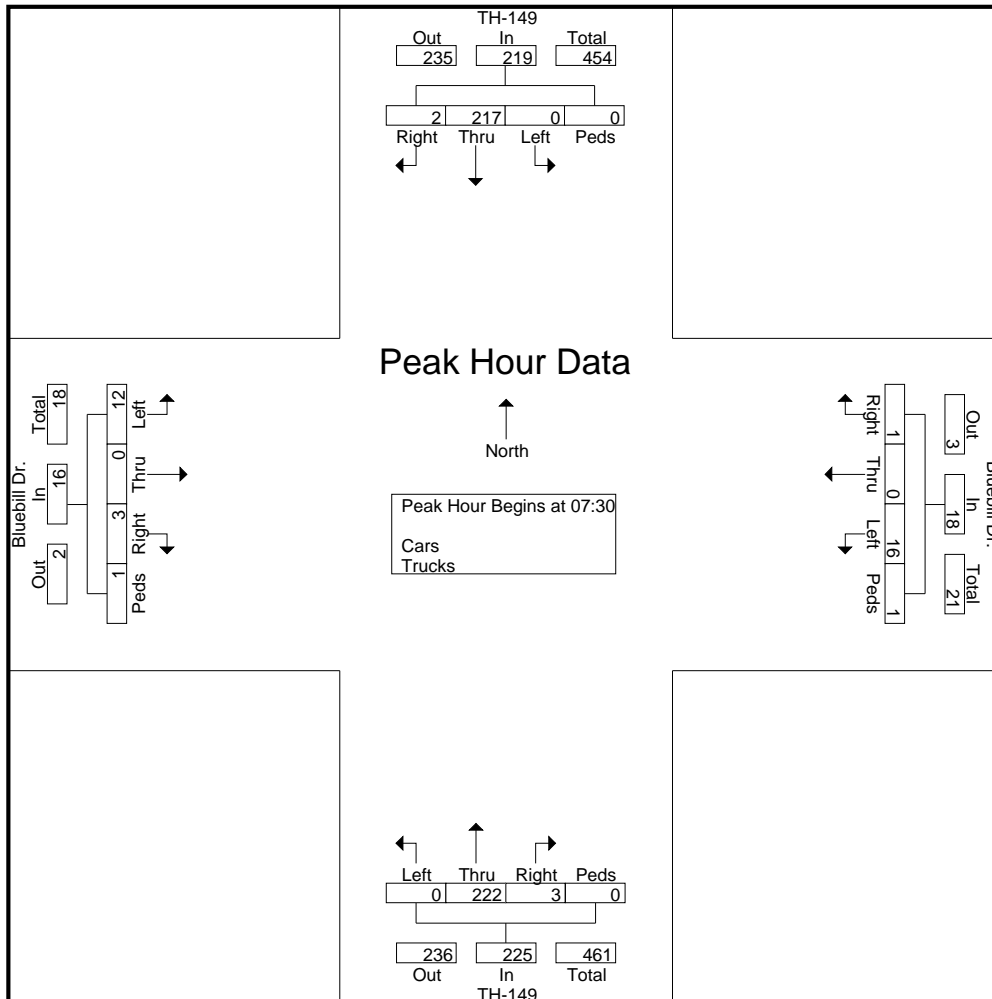 TH-149
Out In Total
235 219 454
2 217 0 0
Right Thru Left Peds
Peak Hour Data
North
Peak Hour Begins at 07:30
Cars
Trucks
Bluebill Dr.
Total In Out
18 16 2
12 0 3 1
Left Thru Right Peds
Bluebill Dr.
Out In Total
3 18 21
1 0 16 1
Right Thru Left Peds
Left Thru Right Peds
0 222 3 0
236 225 461
Out In Total
TH-149